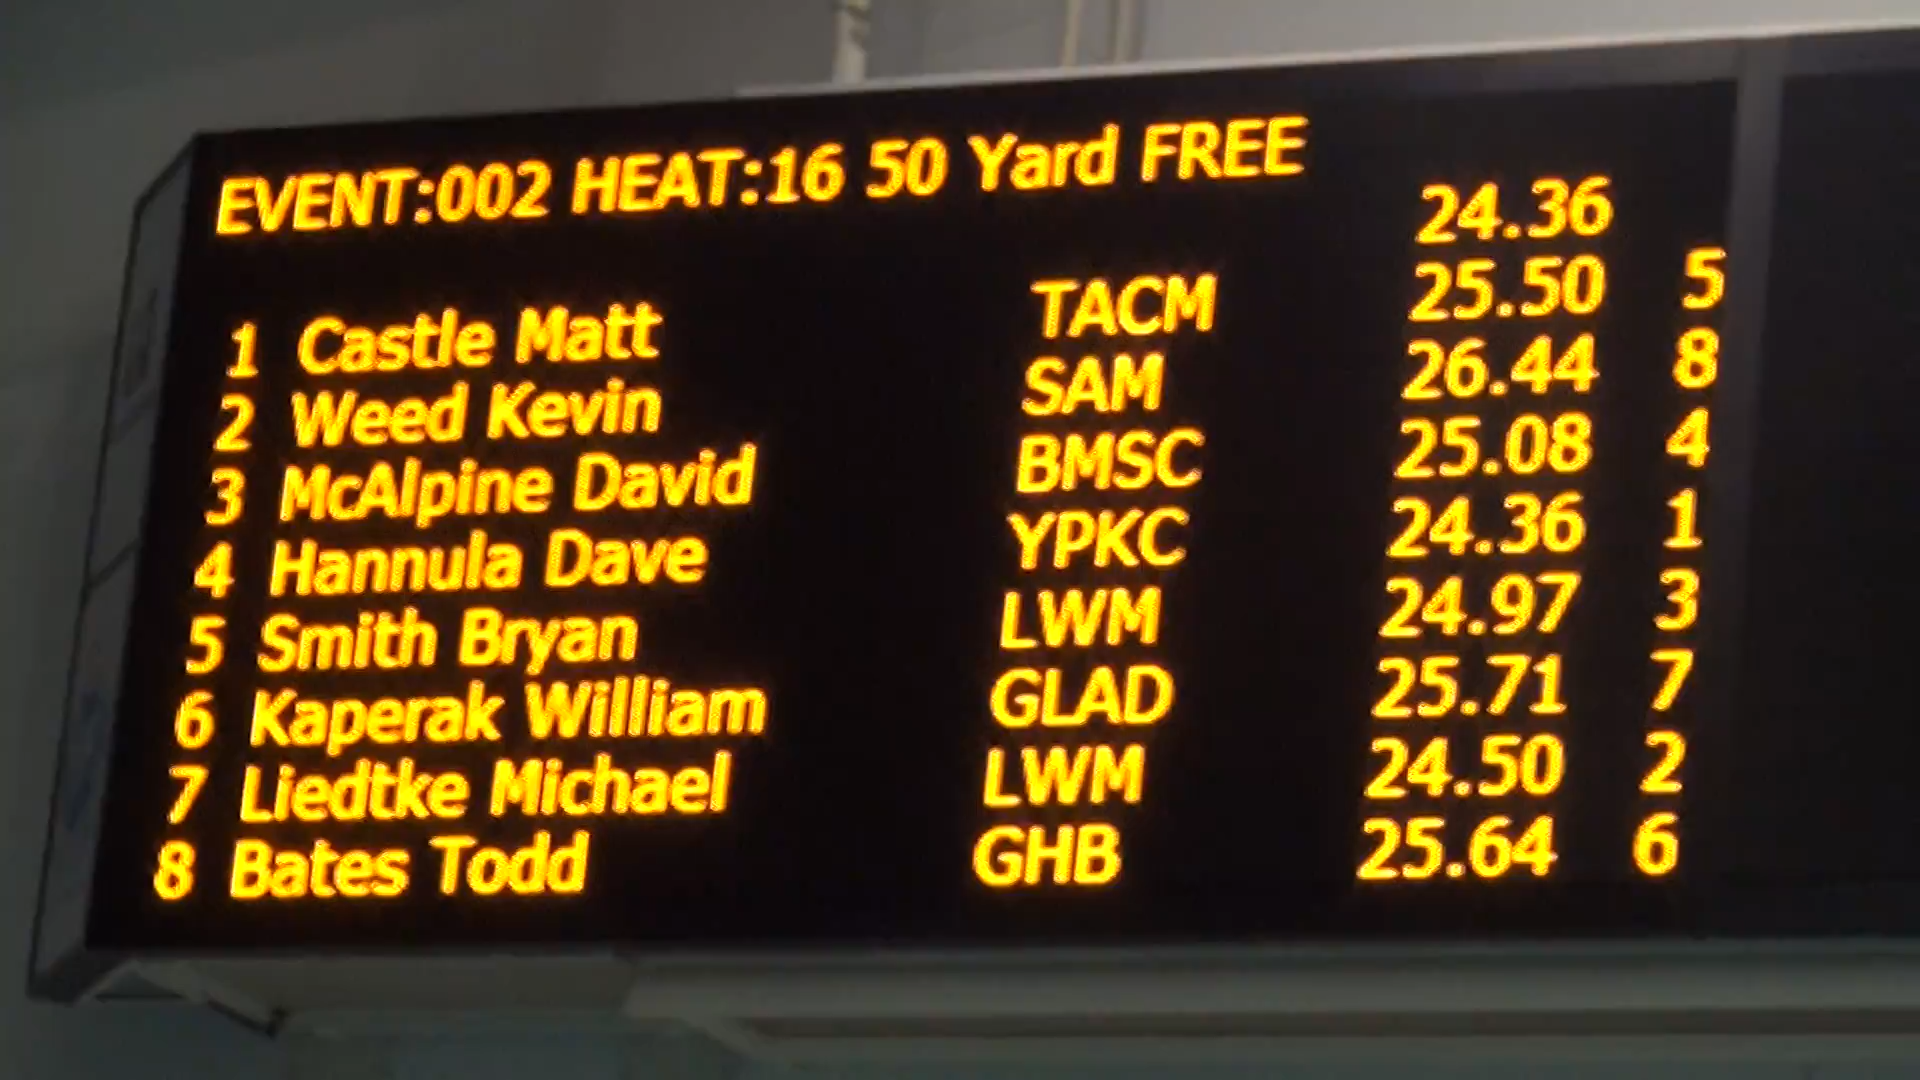 EVENT:002 HEAT:16 50 Yard FREE
24.36
1 Castle Matt TACM 25.50 5
2 Weed Kevin SAM 26.44 8
3 McAlpine David BMSC 25.08 4
4 Hannula Dave YPKC 24.36 1
5 Smith Bryan LWM 24.97 3
6 Kaperak William GLAD 25.71 7
7 Liedtke Michael LWM 24.50 2
8 Bates Todd GHB 25.64 6